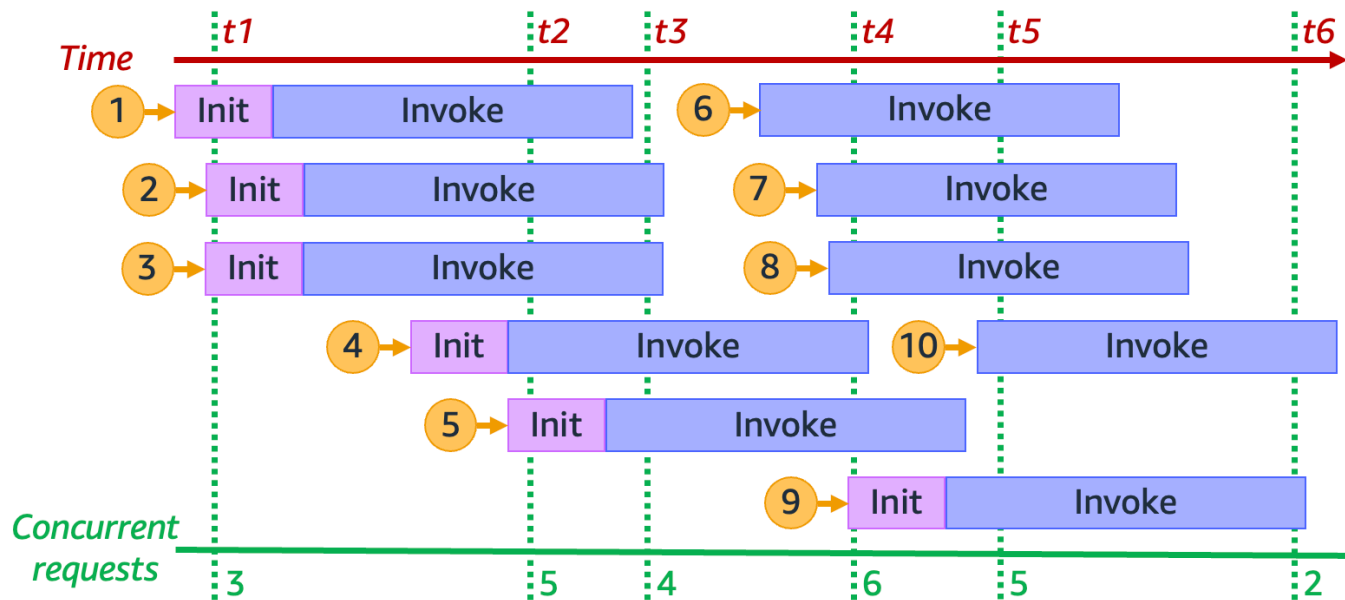 t1 t2 t3 t4 t5 t6
Time
1 Init Invoke 6 Invoke
2 Init Invoke 7 Invoke
3 Init Invoke 8 Invoke
4 Init Invoke 10 Invoke
5 Init Invoke
9 Init Invoke
Concurrent
requests
3 5 4 6 5 2